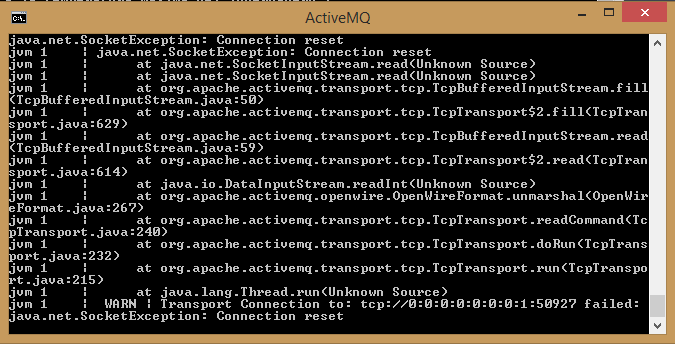 ActiveMQ
java.net.SocketException: Connection reset
jvm 1    | java.net.SocketException: Connection reset
jvm 1    |      at java.net.SocketInputStream.read(Unknown Source)
jvm 1    |      at java.net.SocketInputStream.read(Unknown Source)
jvm 1    |      at org.apache.activemq.transport.tcp.TcpBufferedInputStream.fill
(TcpBufferedInputStream.java:50)
jvm 1    |      at org.apache.activemq.transport.tcp.TcpTransport$2.fill(TcpTran
sport.java:629)
jvm 1    |      at org.apache.activemq.transport.tcp.TcpBufferedInputStream.read
(TcpBufferedInputStream.java:59)
jvm 1    |      at org.apache.activemq.transport.tcp.TcpTransport$2.read(TcpTran
sport.java:614)
jvm 1    |      at java.io.DataInputStream.readInt(Unknown Source)
jvm 1    |      at org.apache.activemq.openwire.OpenWireFormat.unmarshal(OpenWir
eFormat.java:267)
jvm 1    |      at org.apache.activemq.transport.tcp.TcpTransport.readCommand(Tc
pTransport.java:240)
jvm 1    |      at org.apache.activemq.transport.tcp.TcpTransport.doRun(TcpTrans
port.java:232)
jvm 1    |      at org.apache.activemq.transport.tcp.TcpTransport.run(TcpTranspo
rt.java:215)
jvm 1    |      at java.lang.Thread.run(Unknown Source)
jvm 1    |  WARN | Transport Connection to: tcp://0:0:0:0:0:0:0:1:50927 failed:
java.net.SocketException: Connection reset